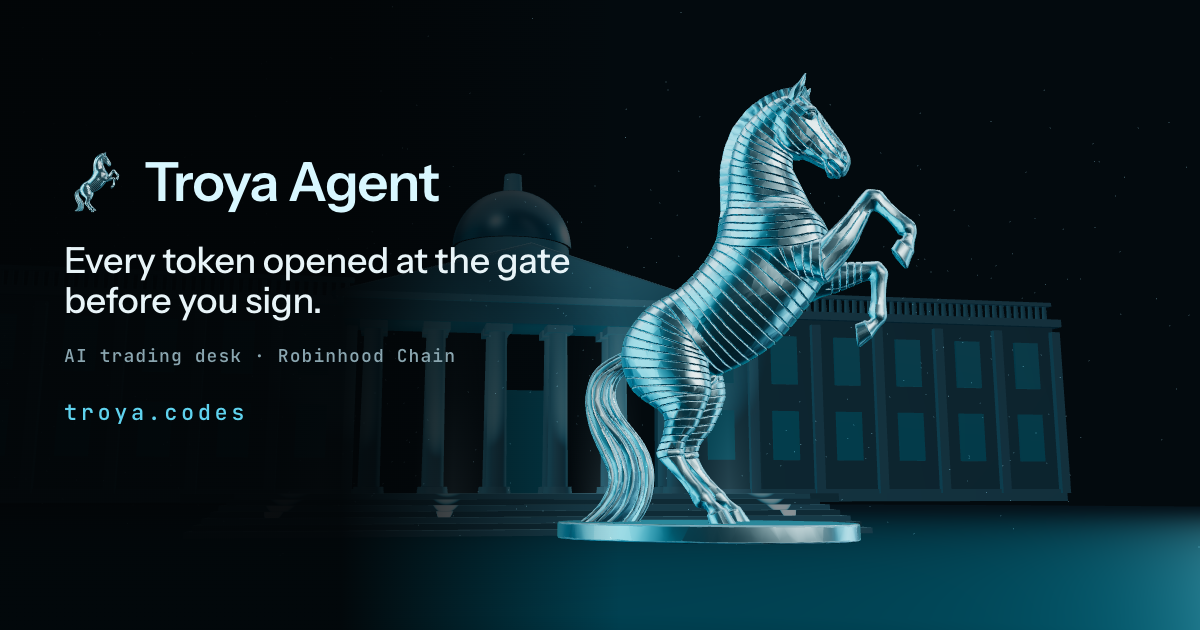 Troya Agent
Every token opened at the gate
before you sign.
AI trading desk · Robinhood Chain
troya.codes